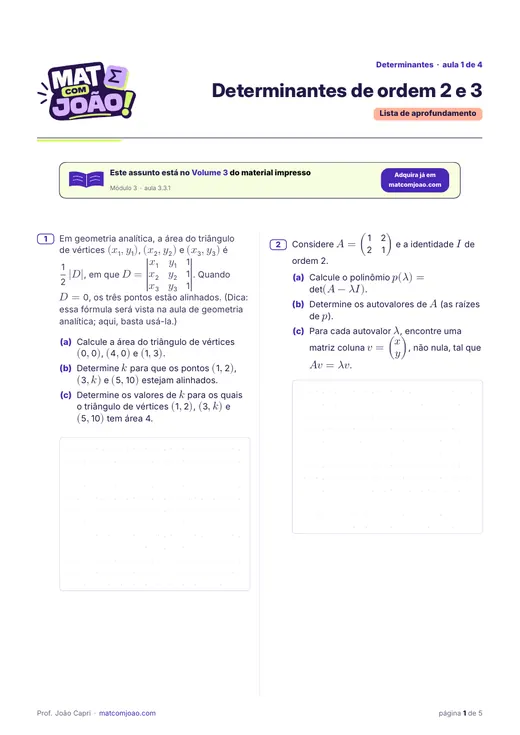 MAT
COM
JOÃO!
Determinantes · aula 1 de 4
Determinantes de ordem 2 e 3
Lista de aprofundamento
Este assunto está no Volume 3 do material impresso
Módulo 3 · aula 3.3.1
Adquira já em
matcomjoao.com
1 Em geometria analítica, a área do triângulo
de vértices (x₁, y₁), (x₂, y₂) e (x₃, y₃) é
1/2 |D|, em que D = |x₁ y₁ 1; x₂ y₂ 1; x₃ y₃ 1|. Quando
D = 0, os três pontos estão alinhados. (Dica:
essa fórmula será vista na aula de geometria
analítica; aqui, basta usá-la.)
(a) Calcule a área do triângulo de vértices
(0, 0), (4, 0) e (1, 3).
(b) Determine k para que os pontos (1, 2),
(3, k) e (5, 10) estejam alinhados.
(c) Determine os valores de k para os quais
o triângulo de vértices (1, 2), (3, k) e
(5, 10) tem área 4.
2 Considere A = (1 2; 2 1) e a identidade I de
ordem 2.
(a) Calcule o polinômio p(λ) =
det(A − λI).
(b) Determine os autovalores de A (as raízes
de p).
(c) Para cada autovalor λ, encontre uma
matriz coluna v = (x; y), não nula, tal que
Av = λv.
Prof. João Capri · matcomjoao.com
página 1 de 5